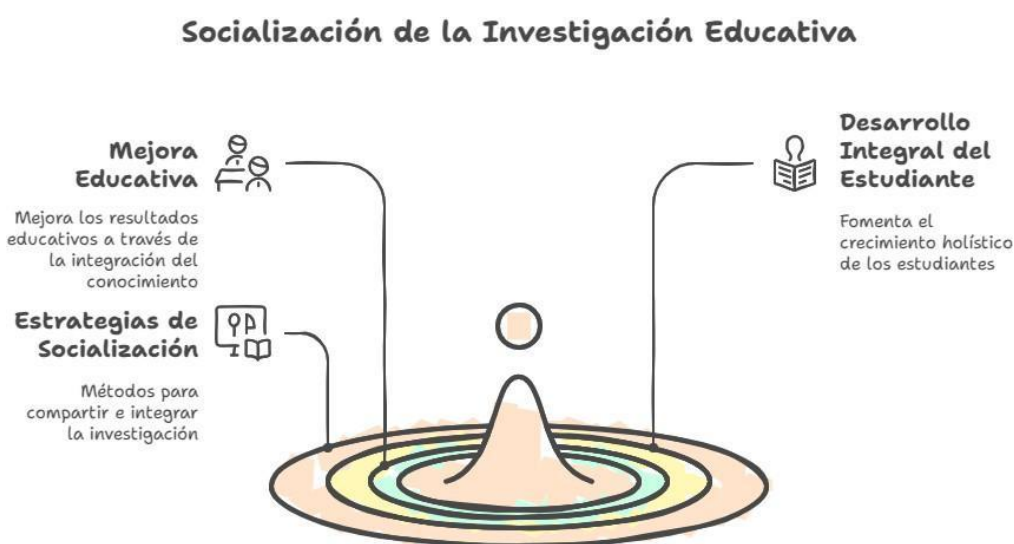 Socialización de la Investigación Educativa
Mejora
Educativa
Mejora los resultados
educativos a través de
la integración del
conocimiento
Estrategias de
Socialización
Métodos para
compartir e integrar
la investigación
Desarrollo
Integral del
Estudiante
Fomenta el
crecimiento holístico
de los estudiantes